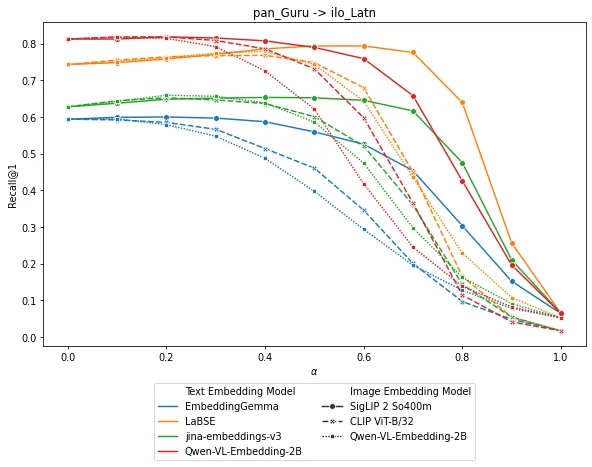 pan_Guru -> ilo_Latn
Recall@1
0.8
0.7
0.6
0.5
0.4
0.3
0.2
0.1
0.0
0.0 0.2 0.4 0.6 0.8 1.0
α
Text Embedding Model
EmbeddingGemma
LaBSE
jina-embeddings-v3
Qwen-VL-Embedding-2B
Image Embedding Model
SigLIP 2 So400m
CLIP ViT-B/32
Qwen-VL-Embedding-2B